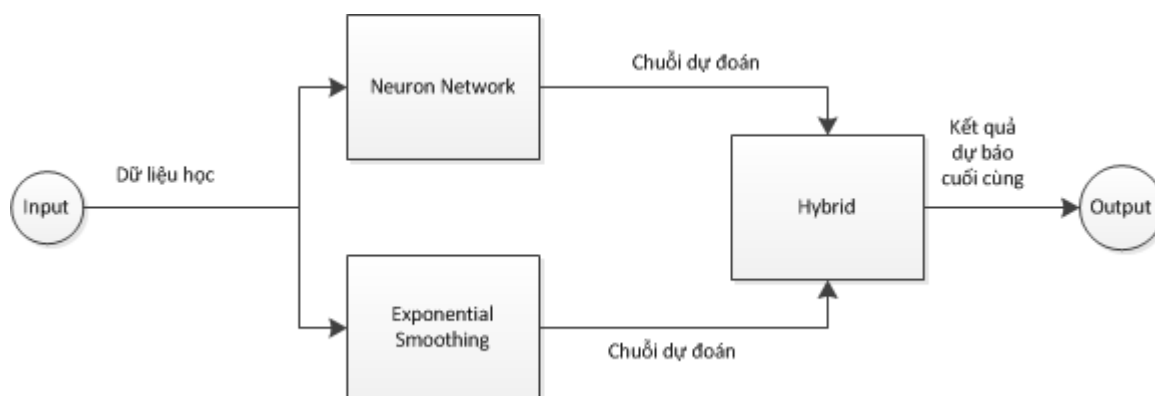 Neuron Network
Chuỗi dự đoán
Kết quả
dự báo
cuối cùng
Dữ liệu học
Input
Hybrid
Output
Exponential
Smoothing
Chuỗi dự đoán